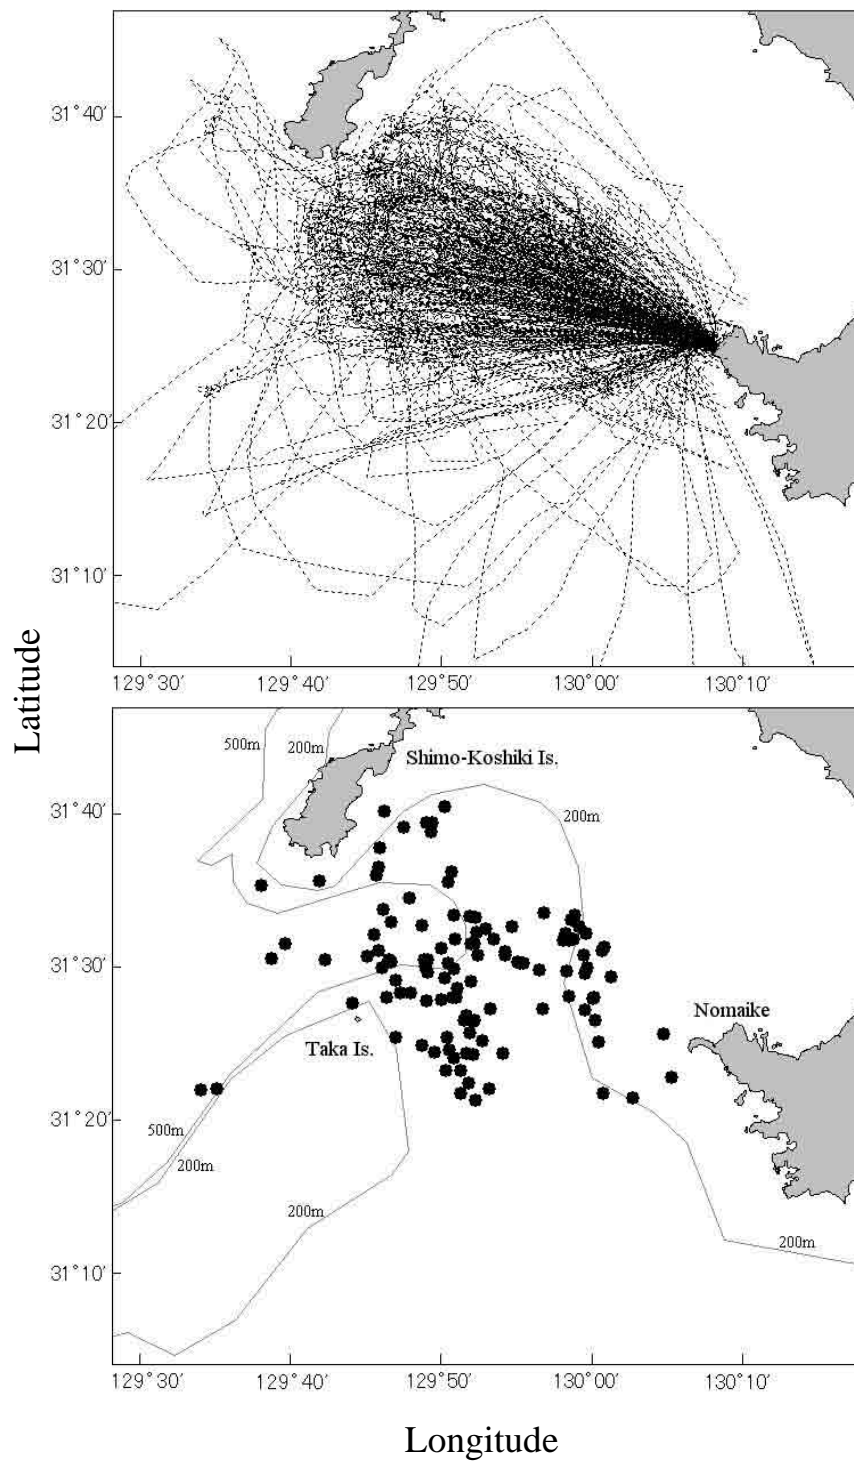 31°40′
31°30′
31°20′
31°10′
129°30′ 129°40′ 129°50′ 130°00′ 130°10′
Latitude
500m
200m
Shimo-Koshiki Is.
31°40′
200m
31°30′
Nomaike
Taka Is.
31°20′
500m
200m
200m
200m
31°10′
129°30′ 129°40′ 129°50′ 130°00′ 130°10′
Longitude